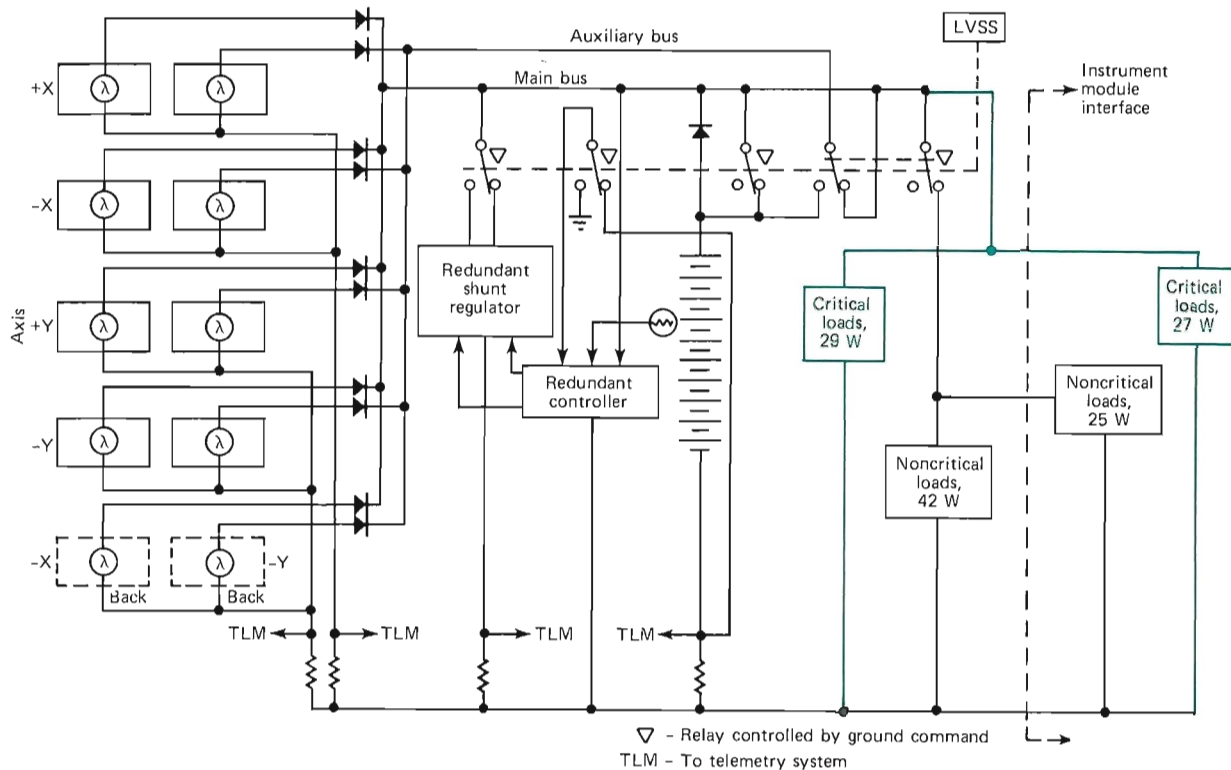 LVSS
Auxiliary bus
Main bus
Instrument
module
interface
+X
λ
λ
-X
λ
λ
Axis
+Y
λ
λ
-Y
λ
λ
-X
λ
λ
-Y
Back
Back
Redundant
shunt
regulator
Redundant
controller
Critical
loads,
29 W
Critical
loads,
27 W
Noncritical
loads,
25 W
Noncritical
loads,
42 W
TLM
TLM
TLM
TLM
▽ - Relay controlled by ground command
TLM - To telemetry system